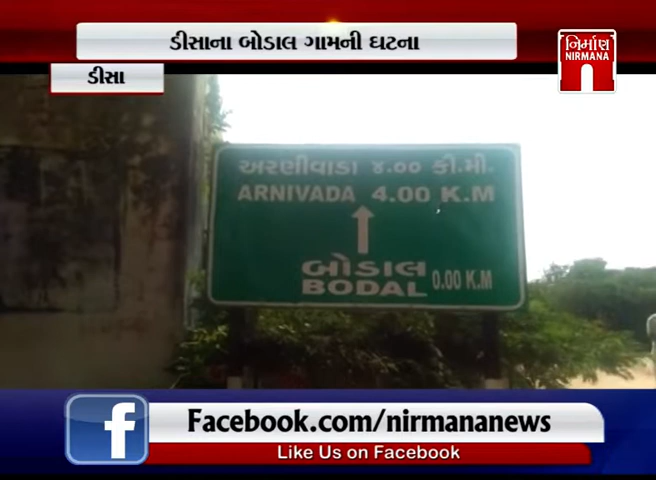 ડીસાના બોડાલ ગામની ઘટના
નિર્માણ
NIRMANA
ડીસા
અરણીવાડા ૪.૦૦ કી.મી.
ARNIVADA 4.00 K.M
બોડાલ
BODAL 0.00 K.M
f Facebook.com/nirmananews
Like Us on Facebook